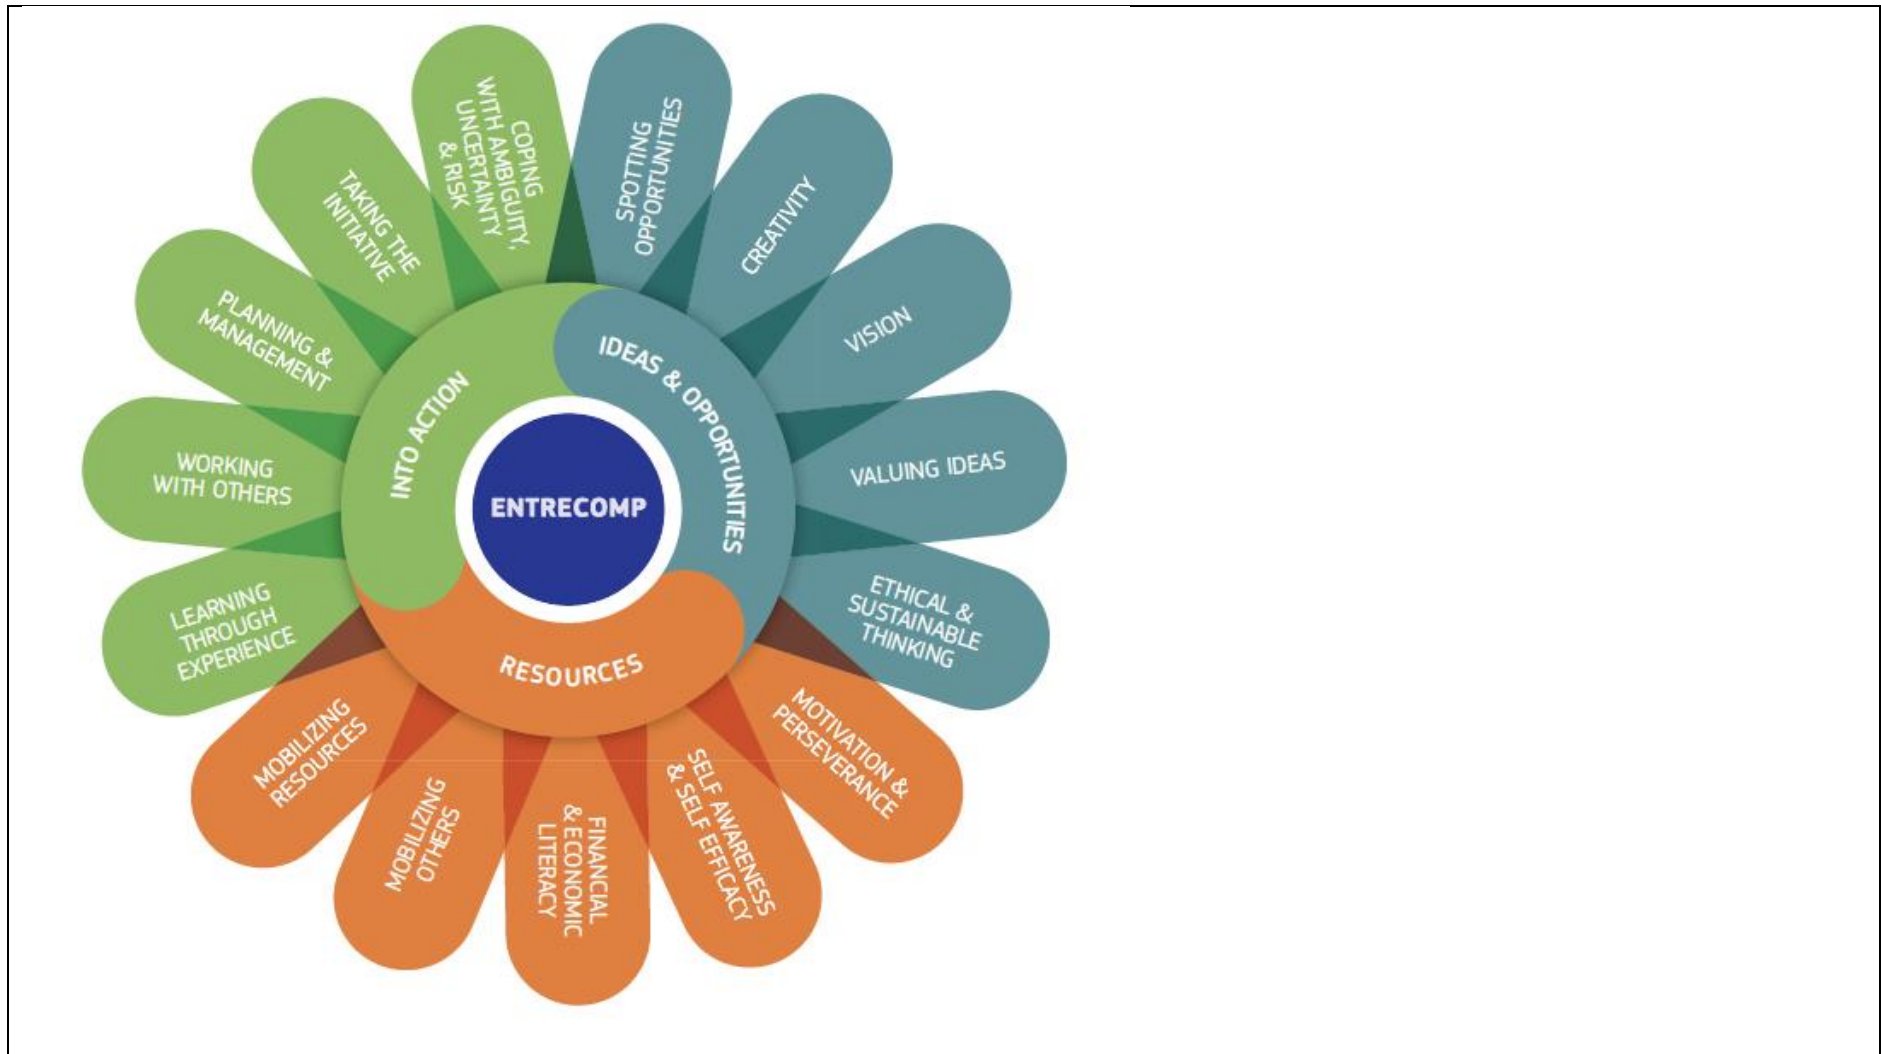 ENTRECOMP
IDEAS & OPPORTUNITIES
SPOTTING
OPPORTUNITIES
CREATIVITY
VISION
VALUING IDEAS
ETHICAL &
SUSTAINABLE
THINKING
RESOURCES
MOTIVATION &
PERSEVERANCE
SELF AWARENESS
& SELF EFFICACY
FINANCIAL
& ECONOMIC
LITERACY
MOBILIZING
OTHERS
MOBILIZING
RESOURCES
INTO ACTION
LEARNING
THROUGH
EXPERIENCE
WORKING
WITH OTHERS
PLANNING &
MANAGEMENT
TAKING THE
INITIATIVE
COPING
WITH AMBIGUITY,
UNCERTAINTY
& RISK